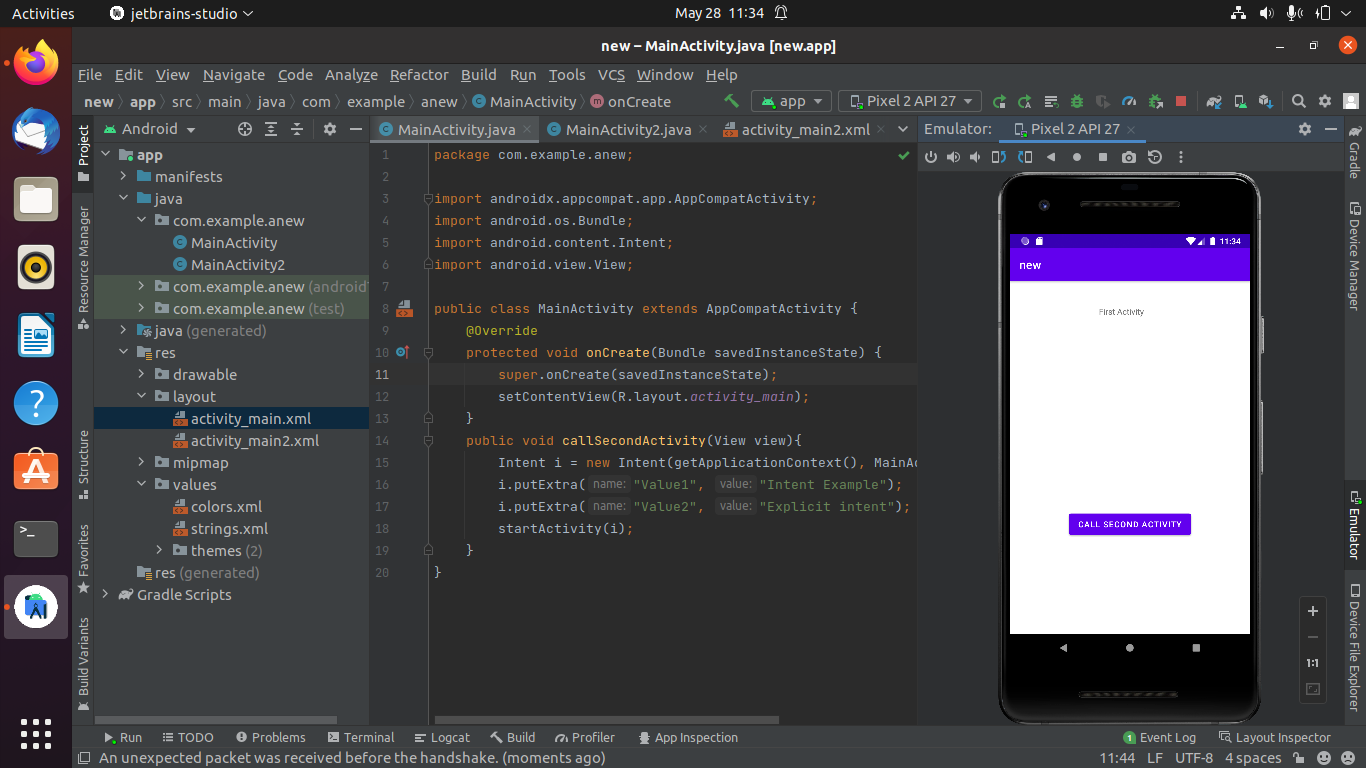 Activities jetbrains-studio May 28 11:34
new – MainActivity.java [new.app]
File Edit View Navigate Code Analyze Refactor Build Run Tools VCS Window Help
new app src main java com example anew MainActivity onCreate app Pixel 2 API 27
Project
Android
MainActivity.java MainActivity2.java activity_main2.xml
Emulator: Pixel 2 API 27
Gradle
app
manifests
java
com.example.anew
MainActivity
MainActivity2
com.example.anew (android
com.example.anew (test)
java (generated)
res
drawable
layout
activity_main.xml
activity_main2.xml
mipmap
values
colors.xml
strings.xml
themes (2)
res (generated)
Gradle Scripts
Resource Manager
Structure
Favorites
Build Variants
1 package com.example.anew;
2
3 import androidx.appcompat.app.AppCompatActivity;
4 import android.os.Bundle;
5 import android.content.Intent;
6 import android.view.View;
7
8 public class MainActivity extends AppCompatActivity {
9 @Override
10 protected void onCreate(Bundle savedInstanceState) {
11 super.onCreate(savedInstanceState);
12 setContentView(R.layout.activity_main);
13 }
14 public void callSecondActivity(View view){
15 Intent i = new Intent(getApplicationContext(), MainAc
16 i.putExtra( name: "Value1", value: "Intent Example");
17 i.putExtra( name: "Value2", value: "Explicit intent");
18 startActivity(i);
19 }
20 }
11:34
new
First Activity
CALL SECOND ACTIVITY
1:1
Device Manager
Emulator
Device File Explorer
Run TODO Problems Terminal Logcat Build Profiler App Inspection 1 Event Log Layout Inspector
An unexpected packet was received before the handshake. (moments ago) 11:44 LF UTF-8 4 spaces